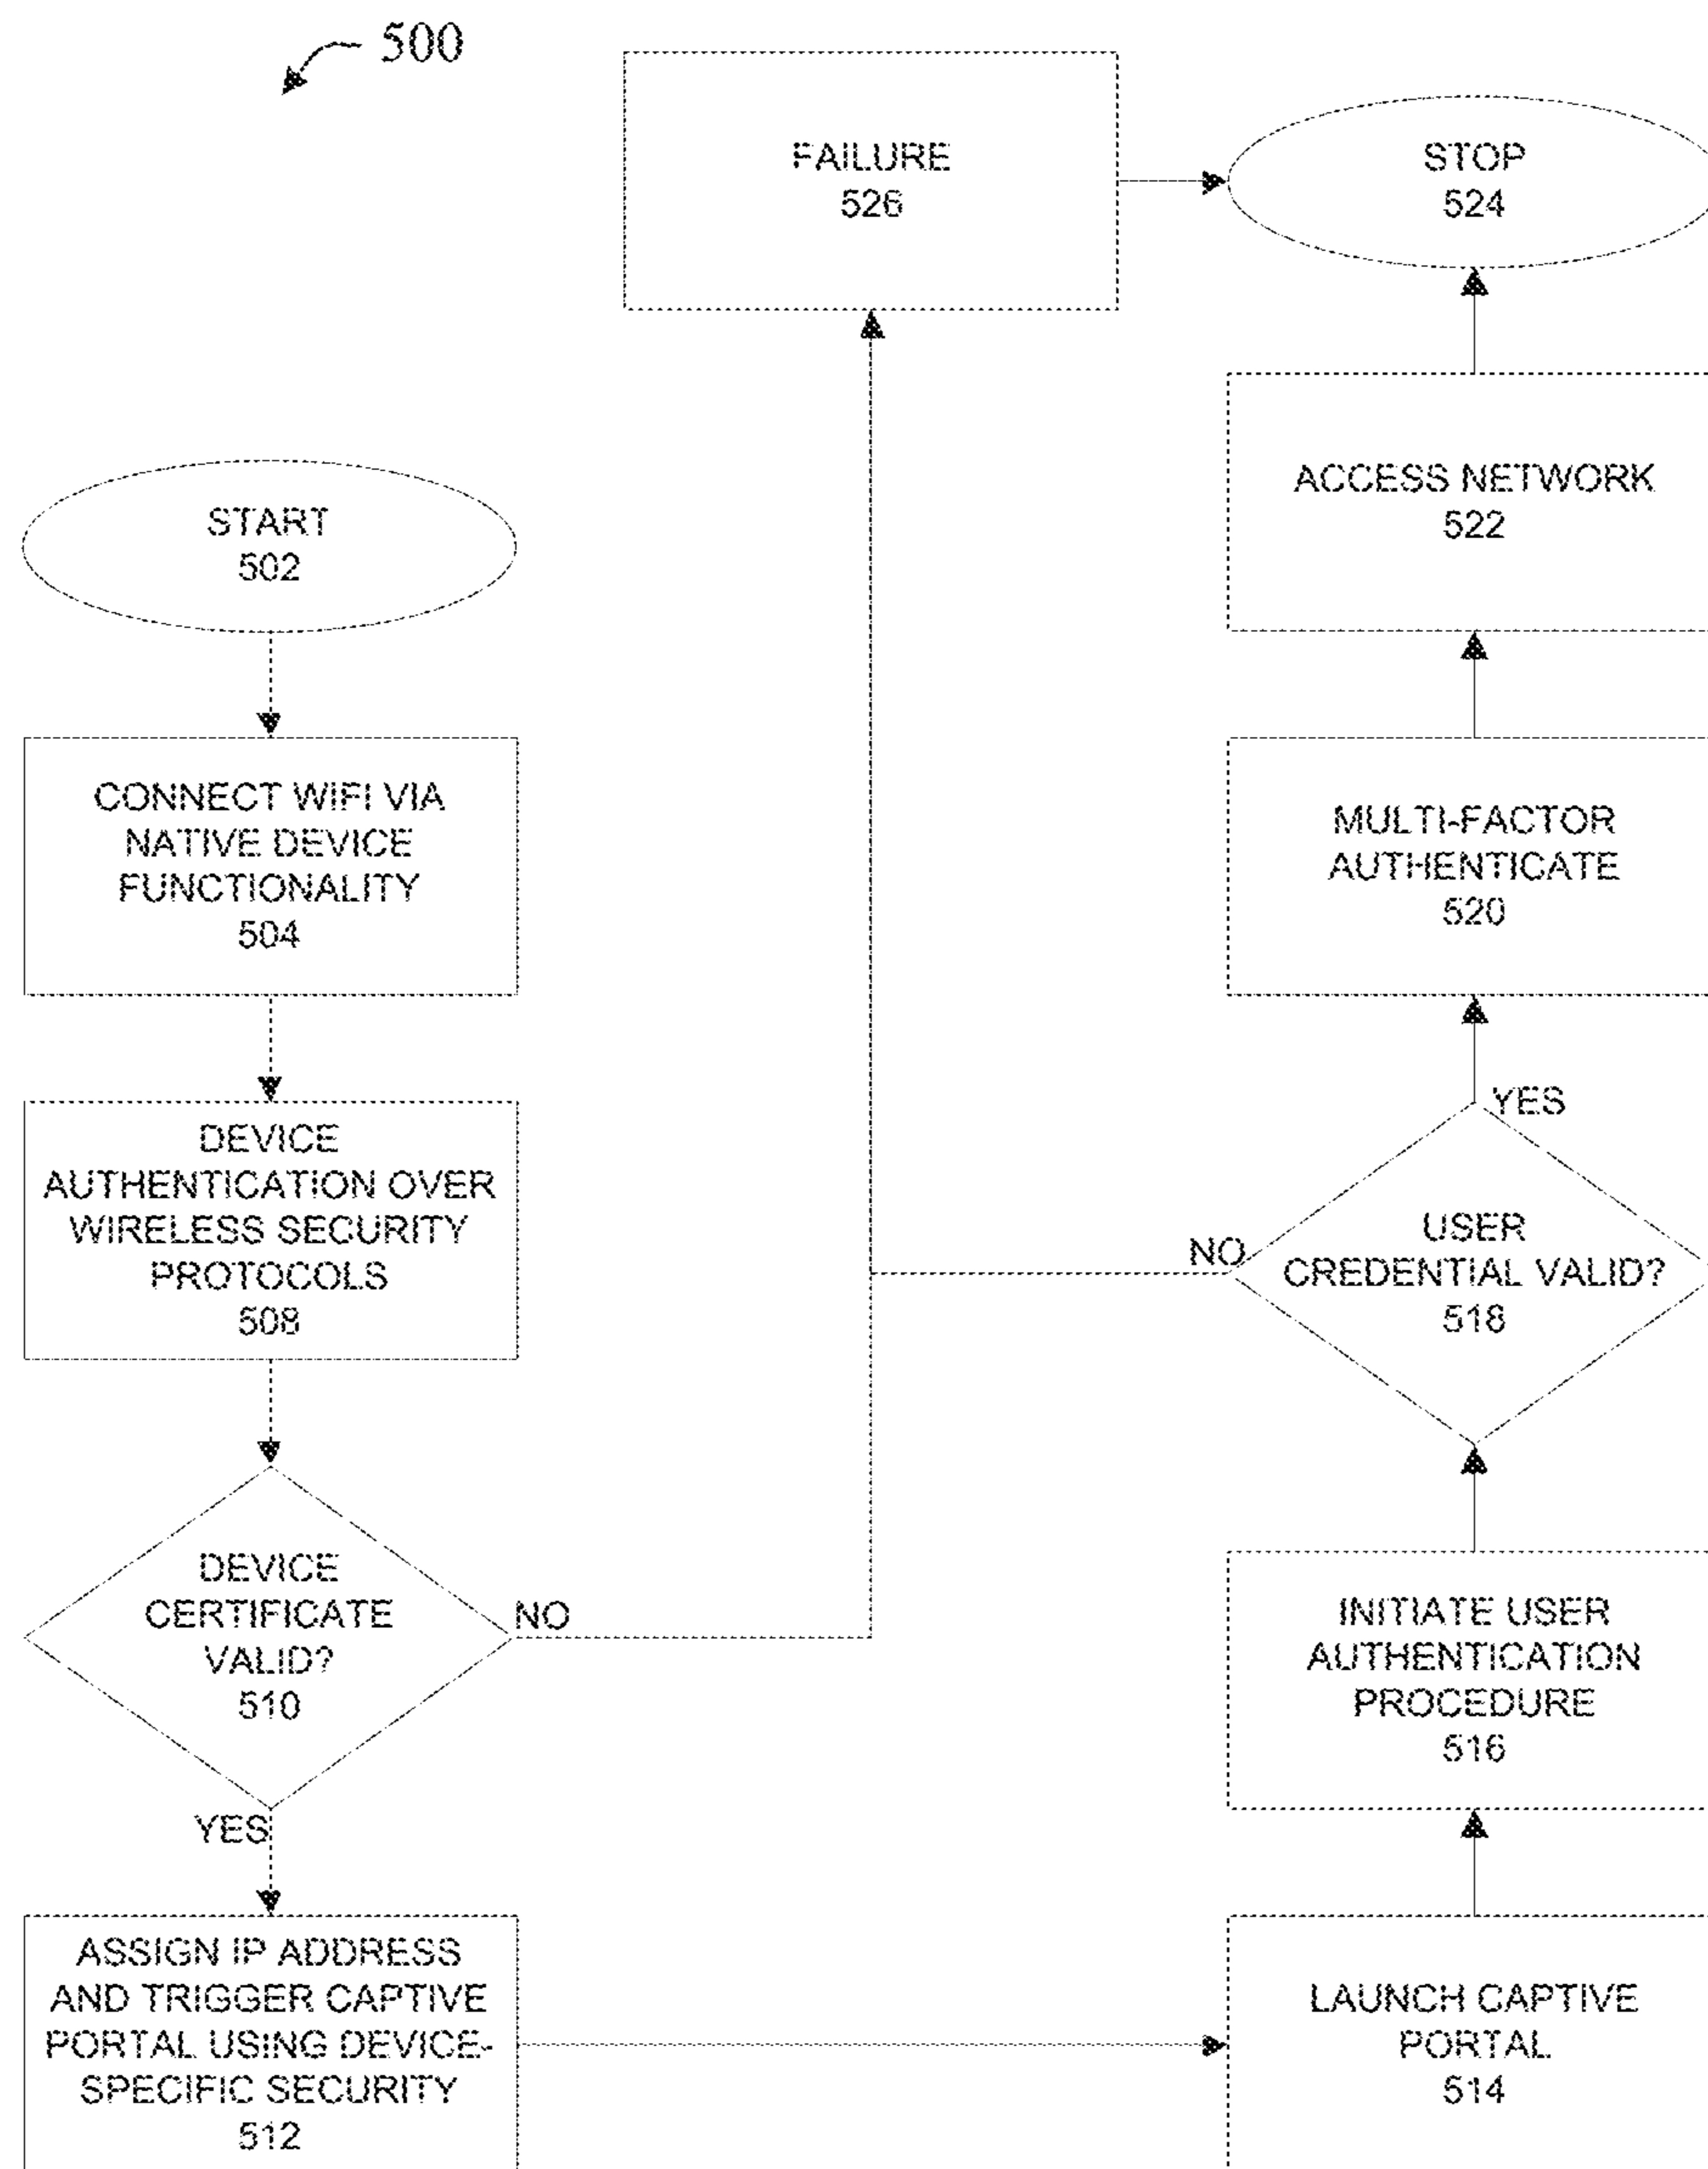 500
FAILURE
526
STOP
524
ACCESS NETWORK
522
START
502
CONNECT WIFI VIA
NATIVE DEVICE
FUNCTIONALITY
504
MULTI-FACTOR
AUTHENTICATE
520
DEVICE
AUTHENTICATION OVER
WIRELESS SECURITY
PROTOCOLS
508
YES
NO
USER
CREDENTIAL VALID?
518
DEVICE
CERTIFICATE
VALID?
510
NO
YES
INITIATE USER
AUTHENTICATION
PROCEDURE
516
ASSIGN IP ADDRESS
AND TRIGGER CAPTIVE
PORTAL USING DEVICE-
SPECIFIC SECURITY
512
LAUNCH CAPTIVE
PORTAL
514